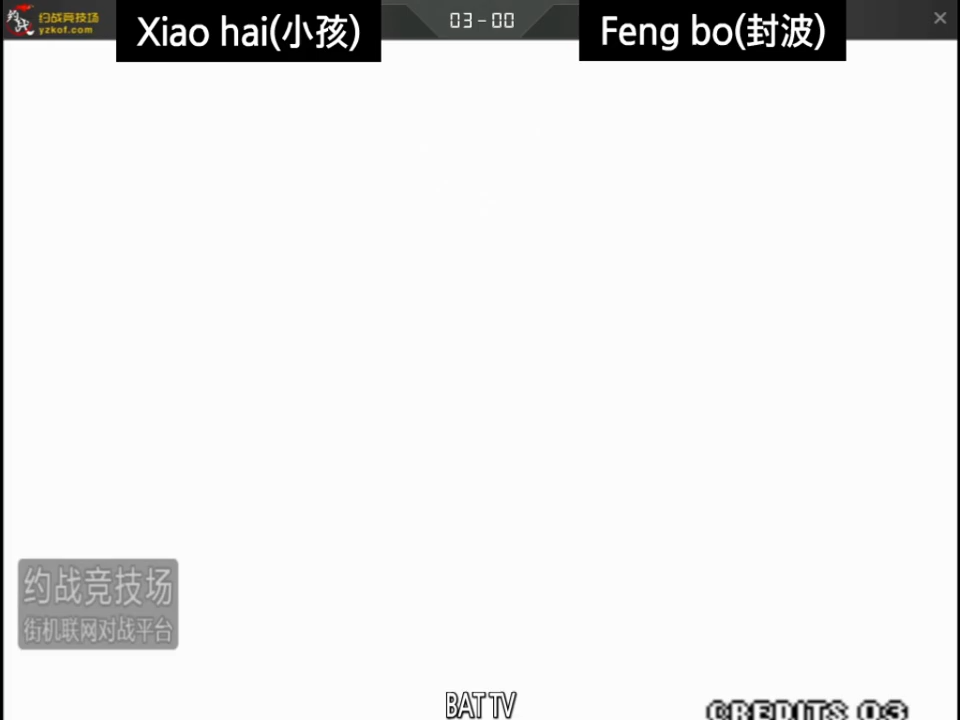 约战竞技场
yzkof.com
Xiao hai(小孩)
03-00
Feng bo(封波)
约战竞技场
街机联网对战平台
BAT TV
CREDITS 03